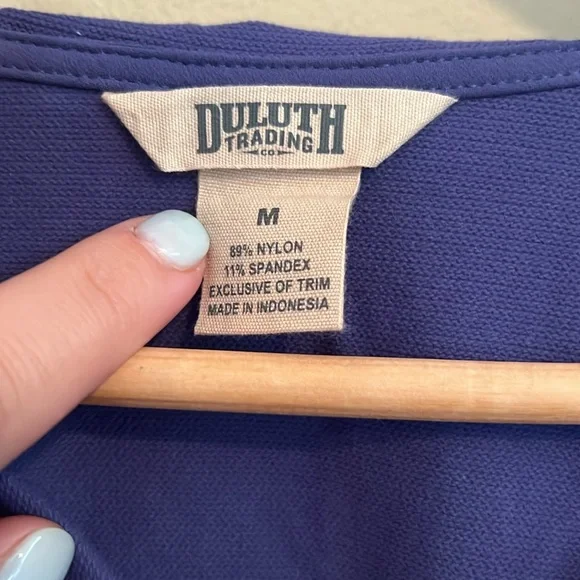 DULUTH
TRADING
CO
M
89% NYLON
11% SPANDEX
EXCLUSIVE OF TRIM
MADE IN INDONESIA